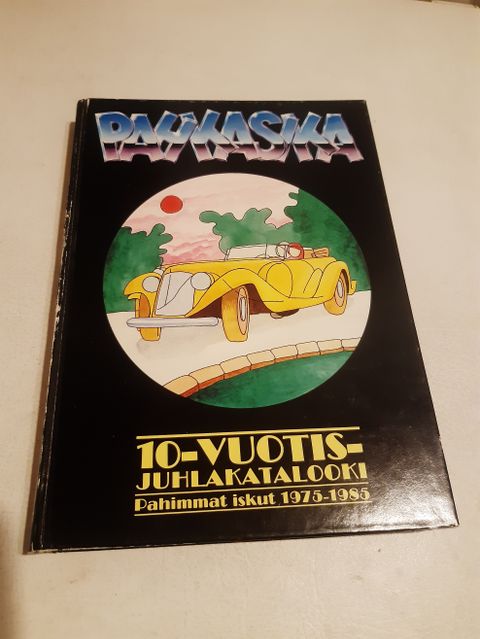 PAHKASIKA
10-VUOTIS-
JUHLAKATALOOKI
Pahimmat iskut 1975-1985